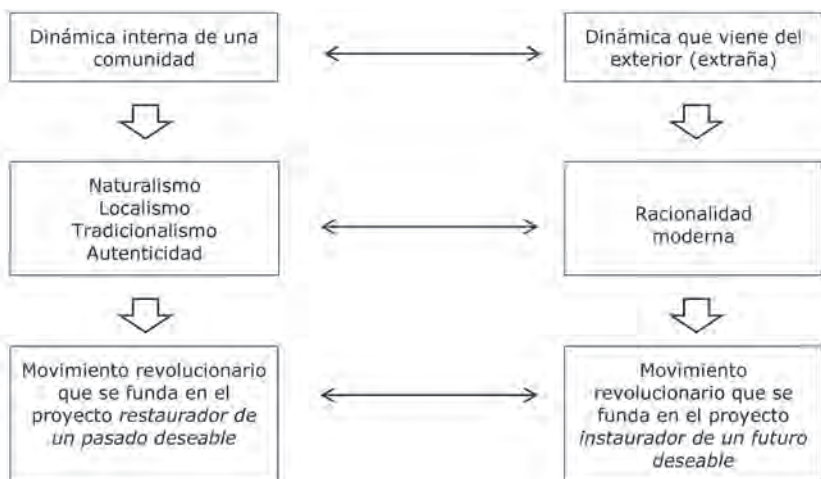 Dinámica interna de una
comunidad
Dinámica que viene del
exterior (extraña)
Naturalismo
Localismo
Tradicionalismo
Autenticidad
Racionalidad
moderna
Movimiento revolucionario
que se funda en el
proyecto restaurador de
un pasado deseable
Movimiento
revolucionario que se
funda en el proyecto
instaurador de un futuro
deseable